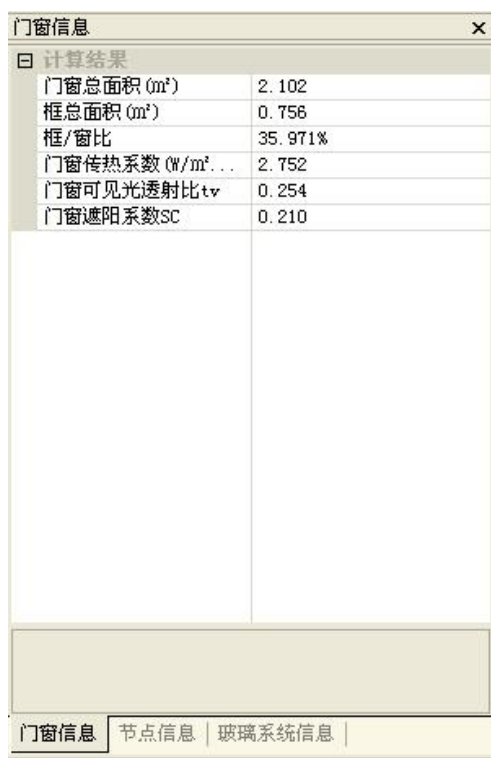 门窗信息
计算结果
门窗总面积(㎡) 2.102
框总面积(㎡) 0.756
框/窗比 35.971%
门窗传热系数(W/㎡... 2.752
门窗可见光透射比tv 0.254
门窗遮阳系数SC 0.210
门窗信息 节点信息 玻璃系统信息